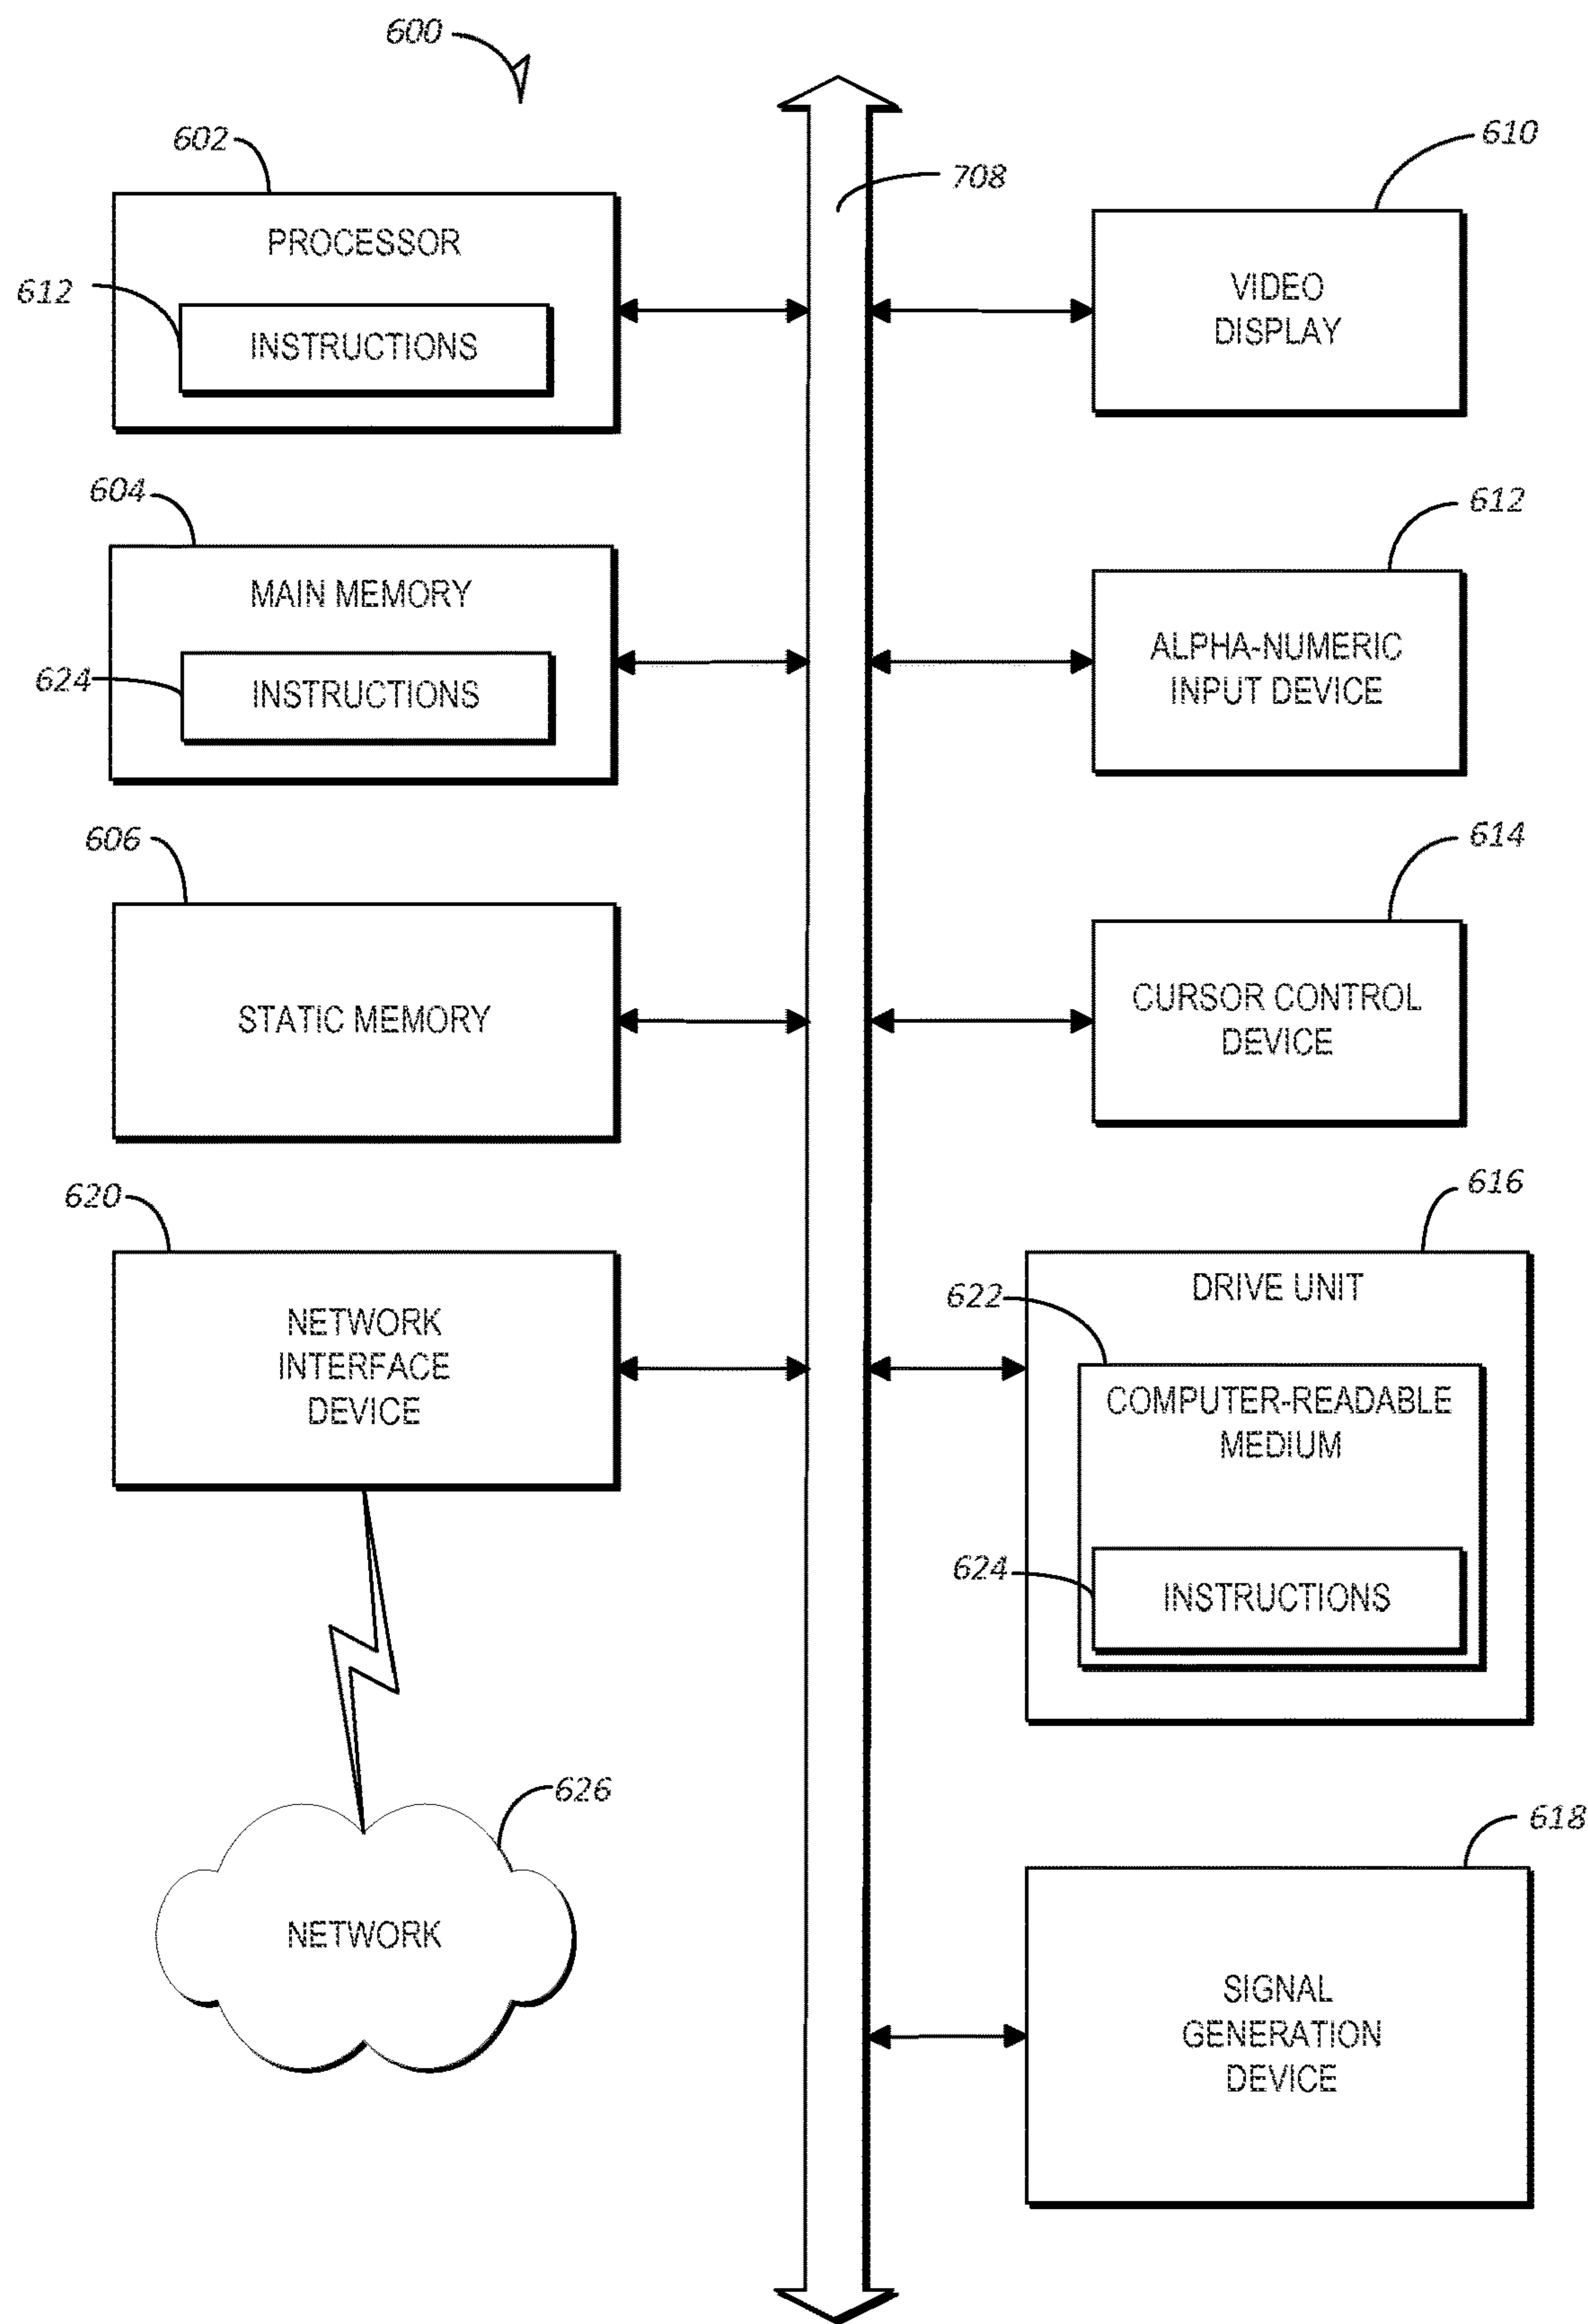 600
602
PROCESSOR
612
INSTRUCTIONS
604
MAIN MEMORY
624
INSTRUCTIONS
606
STATIC MEMORY
620
NETWORK
INTERFACE
DEVICE
626
NETWORK
708
610
VIDEO
DISPLAY
612
ALPHA-NUMERIC
INPUT DEVICE
614
CURSOR CONTROL
DEVICE
616
DRIVE UNIT
622
COMPUTER-READABLE
MEDIUM
624
INSTRUCTIONS
618
SIGNAL
GENERATION
DEVICE